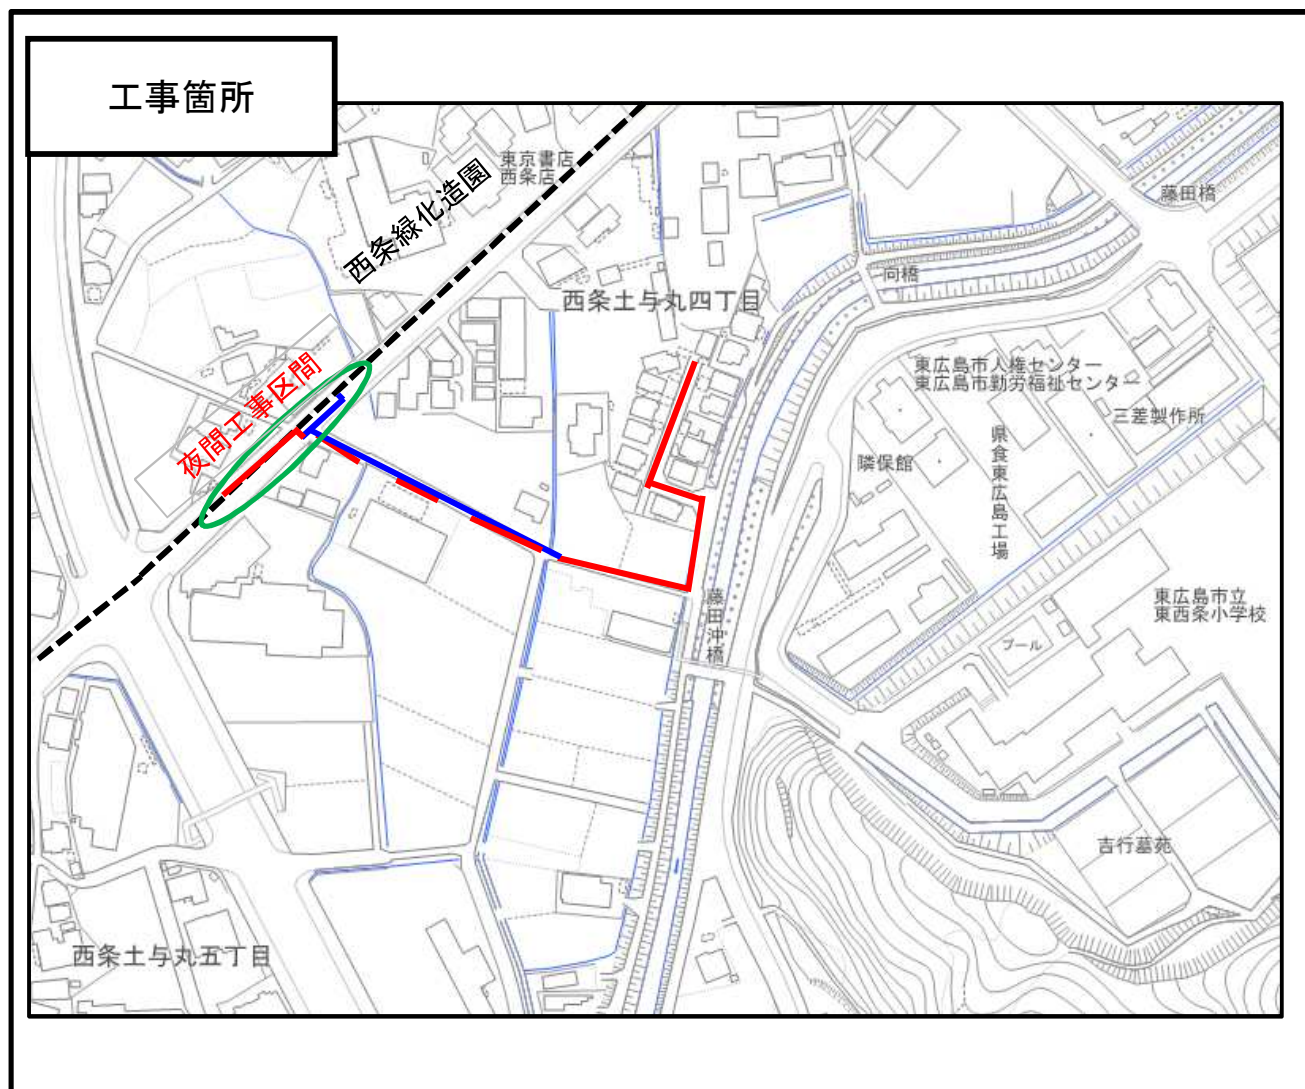 工事箇所
東京書店
西条店
西条緑化造園
藤田橋
向橋
西条土与丸四丁目
夜間工事区間
東広島市人権センター
東広島市勤労福祉センター
三差製作所
隣保館
県食東広島工場
藤田沖橋
東広島市立
東西条小学校
プール
吉行墓苑
西条土与丸五丁目